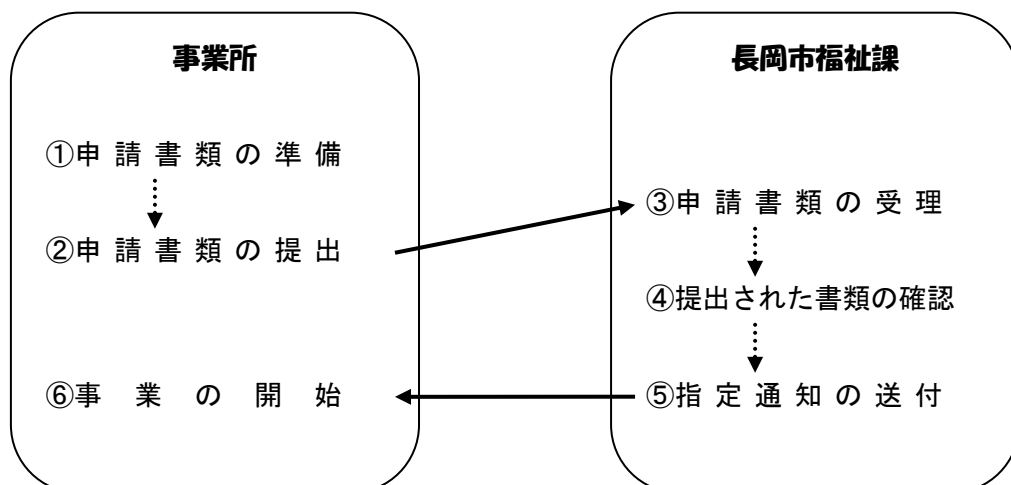 事業所
①申請書類の準備
②申請書類の提出
⑥事業の開始
長岡市福祉課
③申請書類の受理
④提出された書類の確認
⑤指定通知の送付